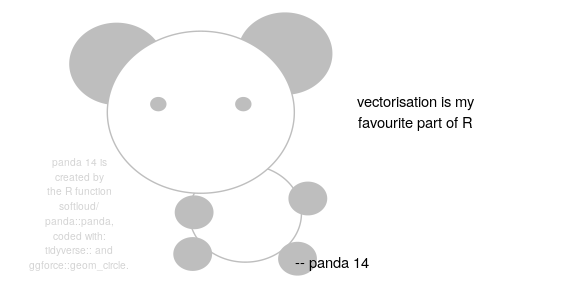 vectorisation is my
favourite part of R
panda 14 is
created by
the R function
softloud/
panda::panda,
coded with:
tidyverse:: and
ggforce::geom_circle.
-- panda 14